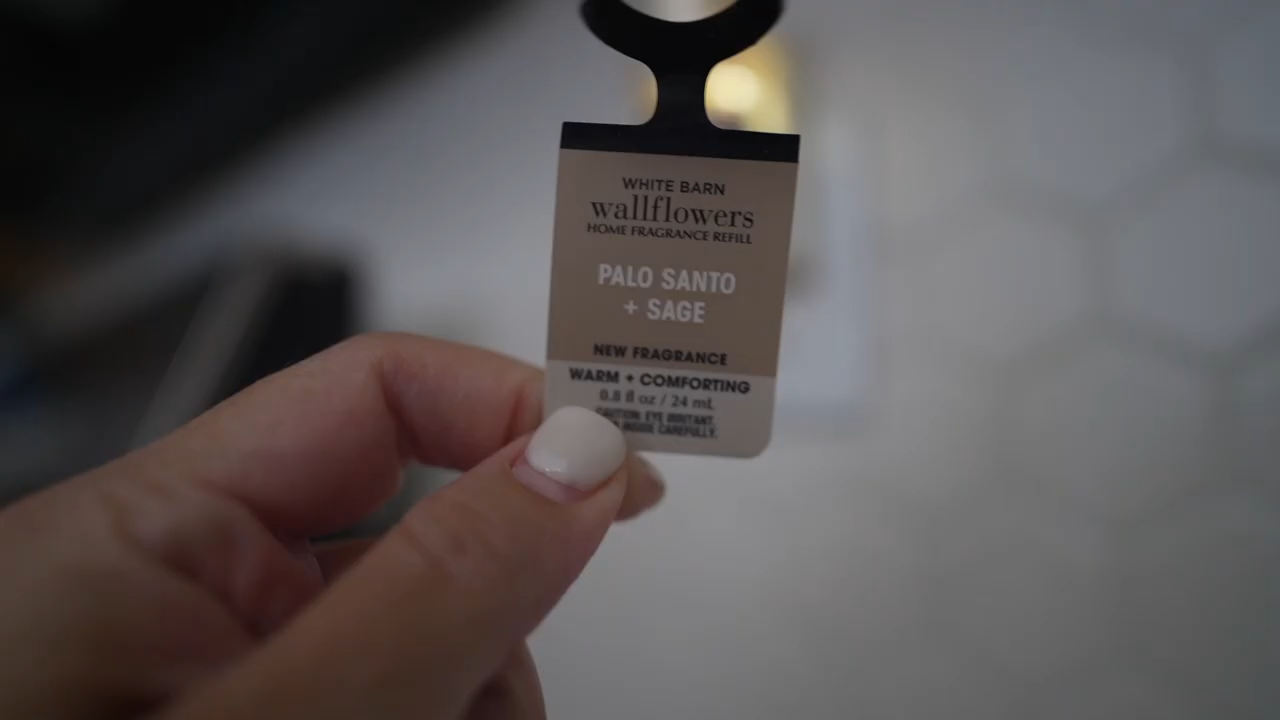 WHITE BARN
wallflowers
HOME FRAGRANCE REFILL
PALO SANTO
+ SAGE
NEW FRAGRANCE
WARM + COMFORTING
0.8 fl oz / 24 mL
CAUTION: EYE IRRITANT.
INSIDE CAREFULLY.